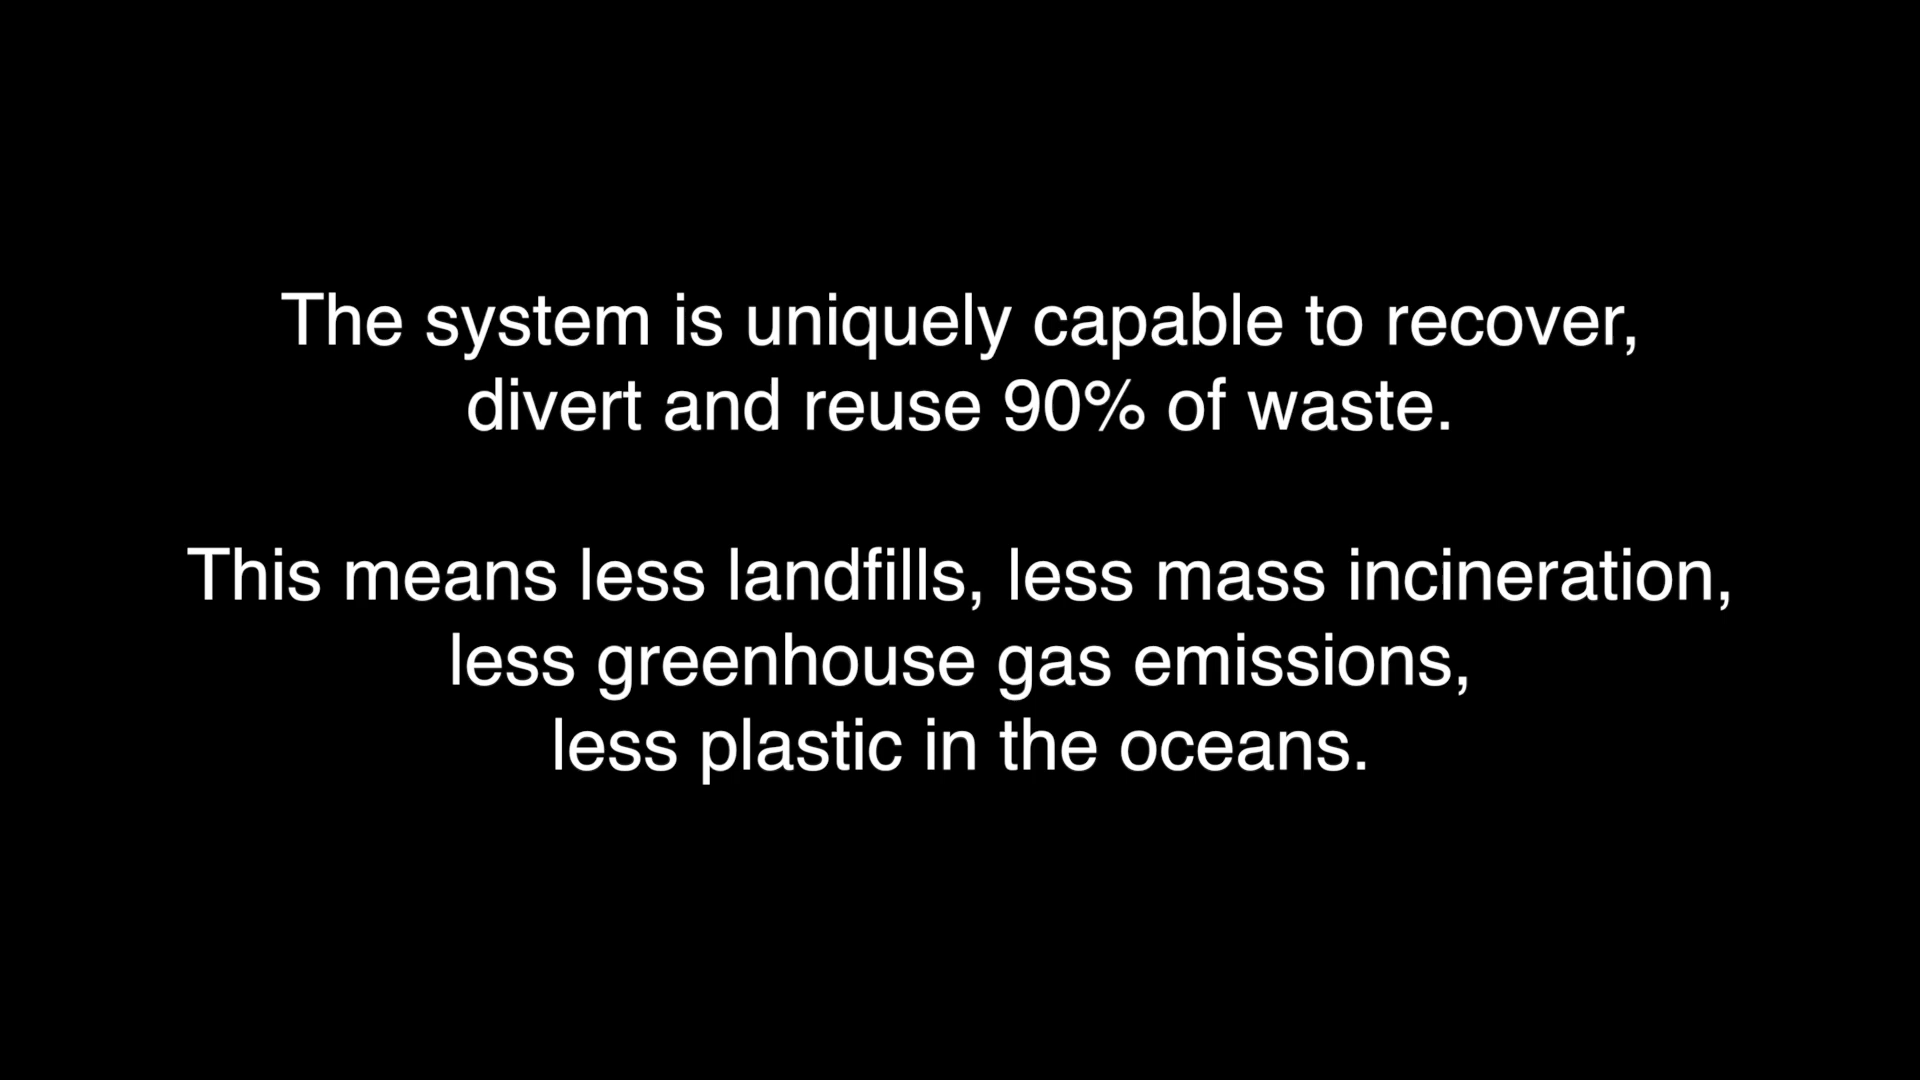 The system is uniquely capable to recover,
divert and reuse 90% of waste.
This means less landfills, less mass incineration,
less greenhouse gas emissions,
less plastic in the oceans.